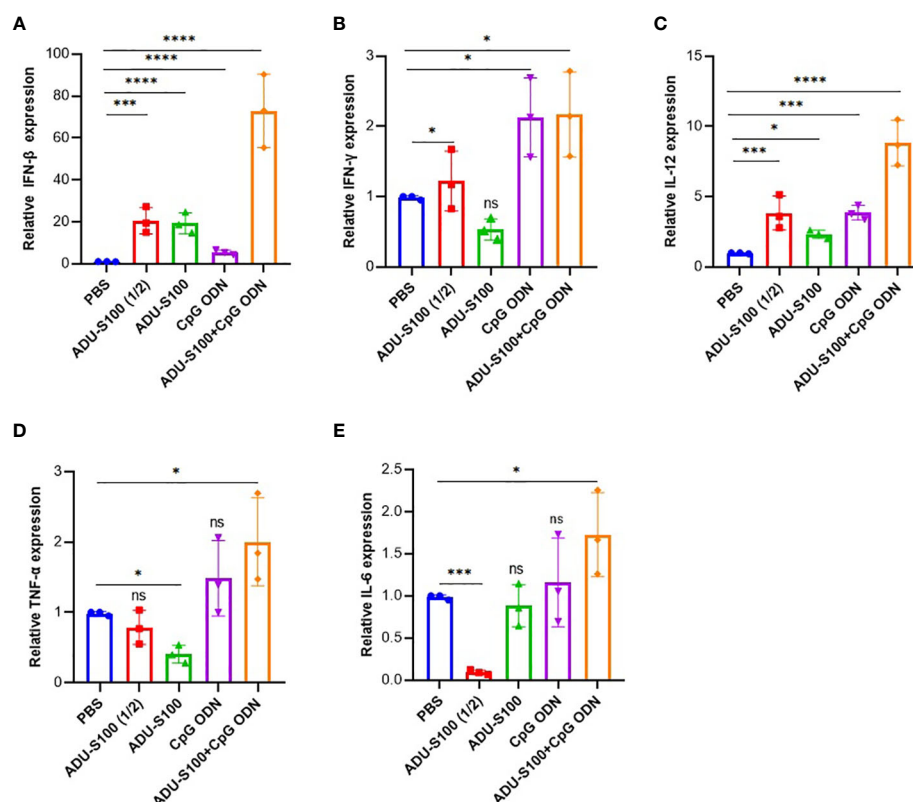 A
Relative IFN-β expression
100
80
60
40
20
0
****
****
****
***
PBS
ADU-S100 (1/2)
ADU-S100
CpG ODN
ADU-S100+CpG ODN
B
Relative IFN-γ expression
3
2
1
0
*
*
*
ns
PBS
ADU-S100 (1/2)
ADU-S100
CpG ODN
ADU-S100+CpG ODN
C
Relative IL-12 expression
15
10
5
0
****
***
*
***
PBS
ADU-S100 (1/2)
ADU-S100
CpG ODN
ADU-S100+CpG ODN
D
Relative TNF-α expression
3
2
1
0
*
ns
*
ns
PBS
ADU-S100 (1/2)
ADU-S100
CpG ODN
ADU-S100+CpG ODN
E
Relative IL-6 expression
2.5
2.0
1.5
1.0
0.5
0.0
*
ns
***
ns
PBS
ADU-S100 (1/2)
ADU-S100
CpG ODN
ADU-S100+CpG ODN